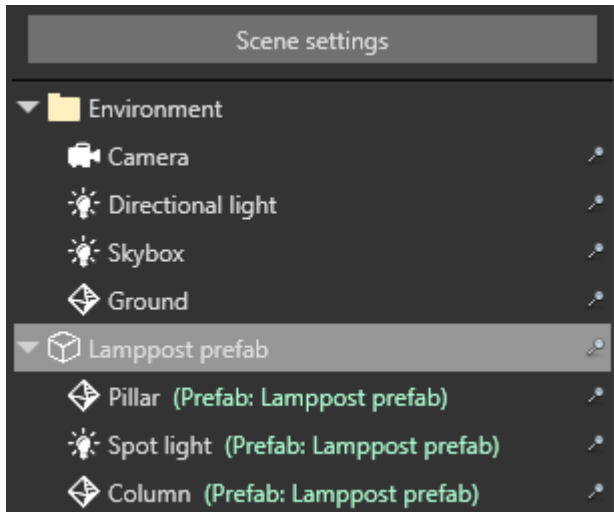 Scene settings
Environment
Camera
Directional light
Skybox
Ground
Lamppost prefab
Pillar (Prefab: Lamppost prefab)
Spot light (Prefab: Lamppost prefab)
Column (Prefab: Lamppost prefab)